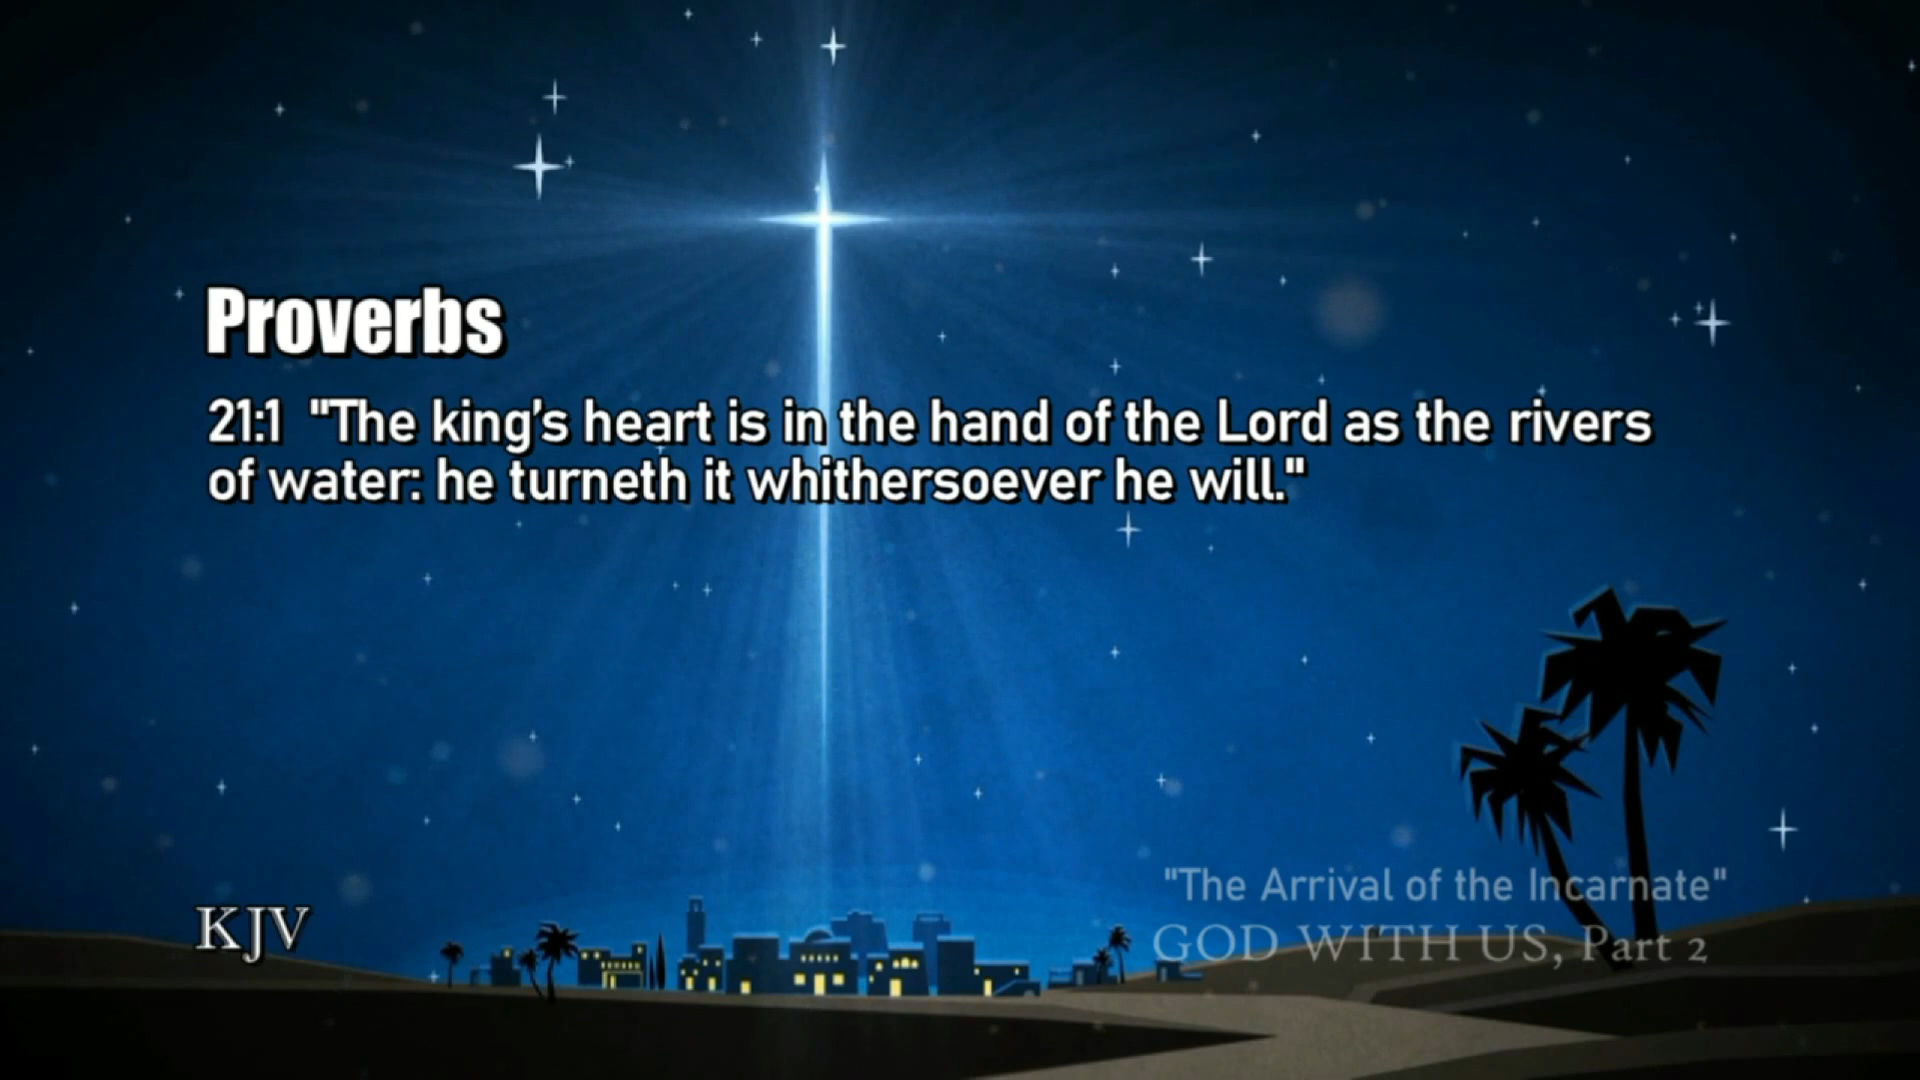 Proverbs
21:1 "The king's heart is in the hand of the Lord as the rivers
of water: he turneth it whithersoever he will."
"The Arrival of the Incarnate"
KJV
GOD WITH US, Part 2